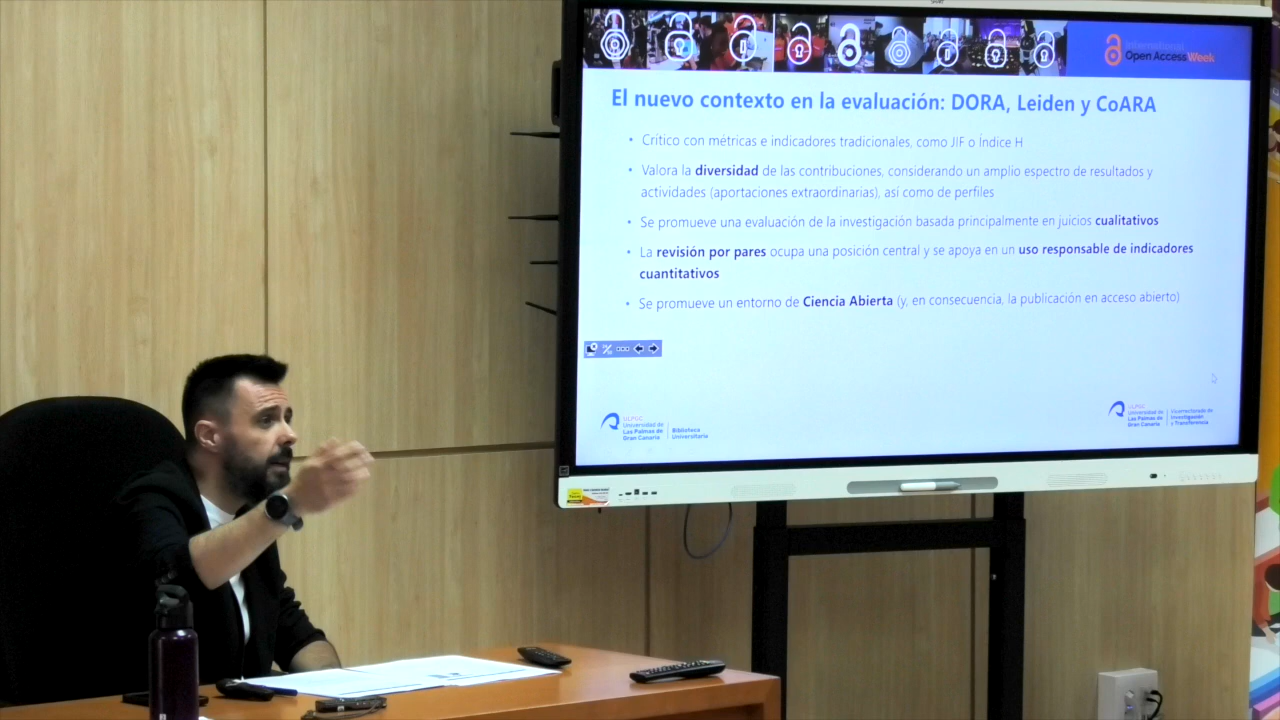 International
Open Access Week
El nuevo contexto en la evaluación: DORA, Leiden y CoARA
• Crítico con métricas e indicadores tradicionales, como JIF o Índice H
• Valora la diversidad de las contribuciones, considerando un amplio espectro de resultados y
actividades (aportaciones extraordinarias), así como de perfiles
• Se promueve una evaluación de la investigación basada principalmente en juicios cualitativos
• La revisión por pares ocupa una posición central y se apoya en un uso responsable de indicadores
cuantitativos
• Se promueve un entorno de Ciencia Abierta (y, en consecuencia, la publicación en acceso abierto)
ULPGC
Universidad de
Las Palmas de
Gran Canaria
Biblioteca
Universitaria
ULPGC
Universidad de
Las Palmas de
Gran Canaria
Vicerrectorado de
Investigación
y Transferencia